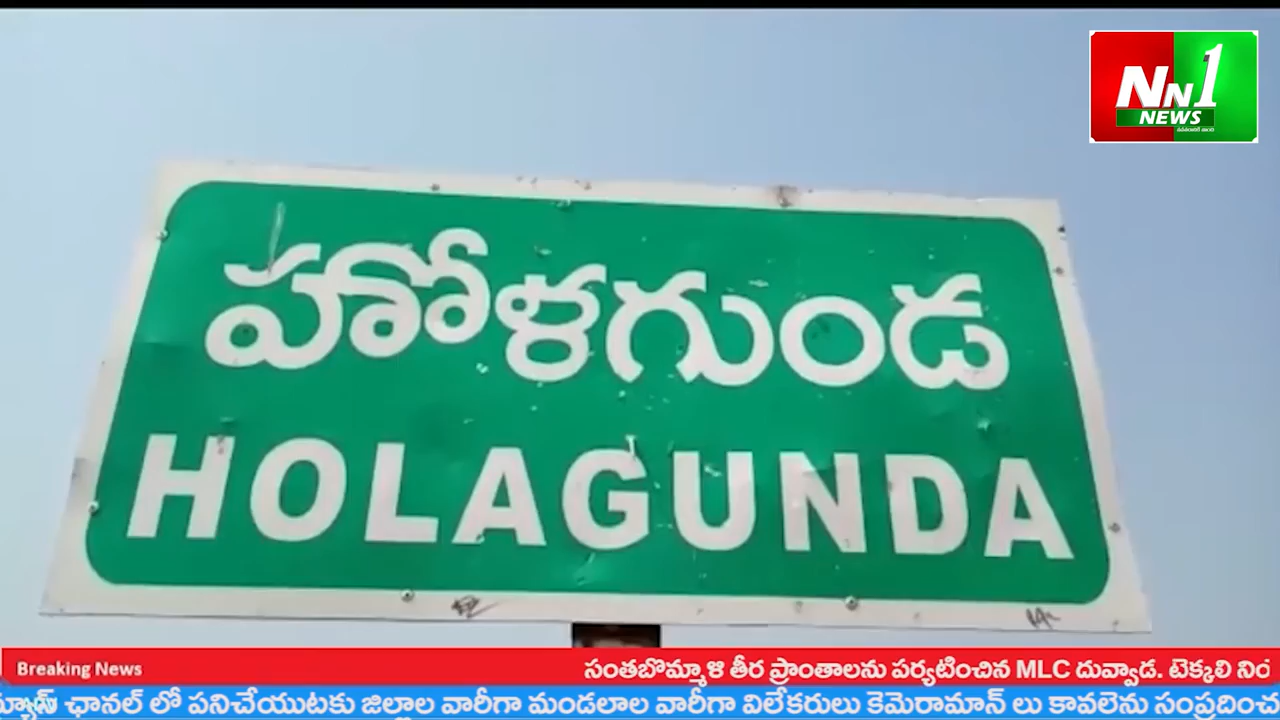 NN1
NEWS
హోళగుండ
HOLAGUNDA
Breaking News
సంతబొమ్మాళి తీర ప్రాంతాలను పర్యటించిన MLC దువ్వాడ. టెక్కలి
ఛానల్ లో పనిచేయుటకు జిల్లాల వారీగా మండలాల వారీగా విలేకరులు కెమెరామాన్ లు కావలెను